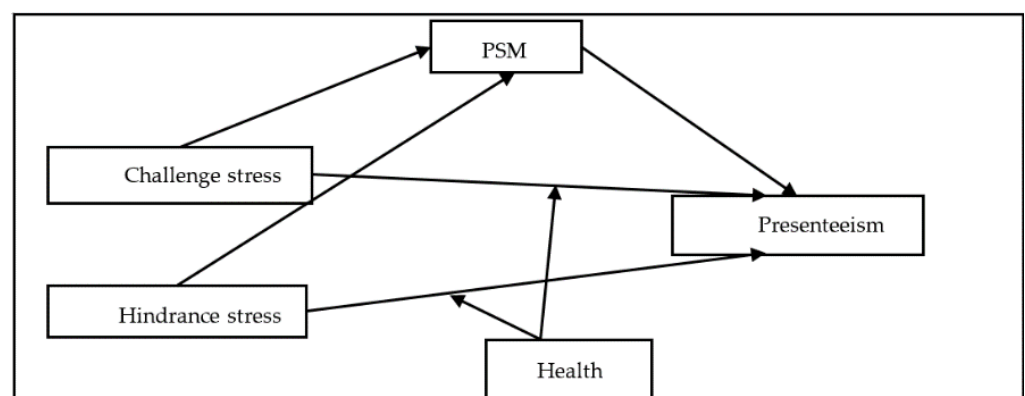 PSM
Challenge stress
Presenteeism
Hindrance stress
Health